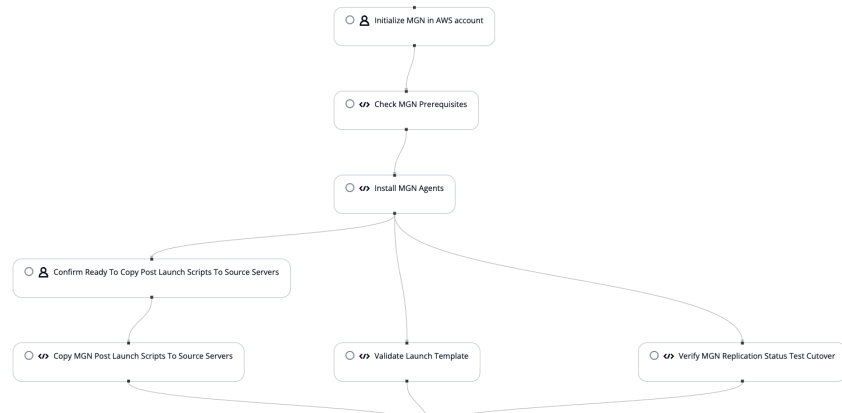 Initialize MGN in AWS account
Check MGN Prerequisites
Install MGN Agents
Confirm Ready To Copy Post Launch Scripts To Source Servers
Copy MGN Post Launch Scripts To Source Servers
Validate Launch Template
Verify MGN Replication Status Test Cutover